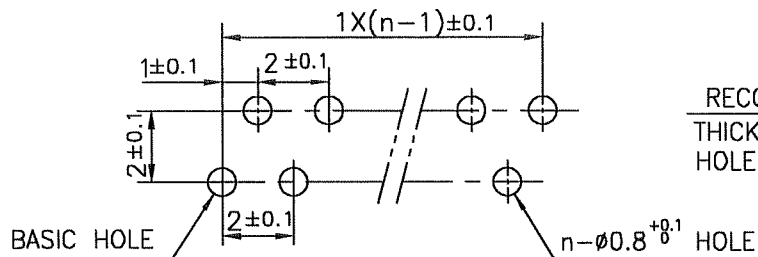 1X(n-1)±0.1
1±0.1
2±0.1
2±0.1
2±0.1
BASIC HOLE
n-ø0.8 +0.1 0 HOLE
RECO
THICK
HOLE